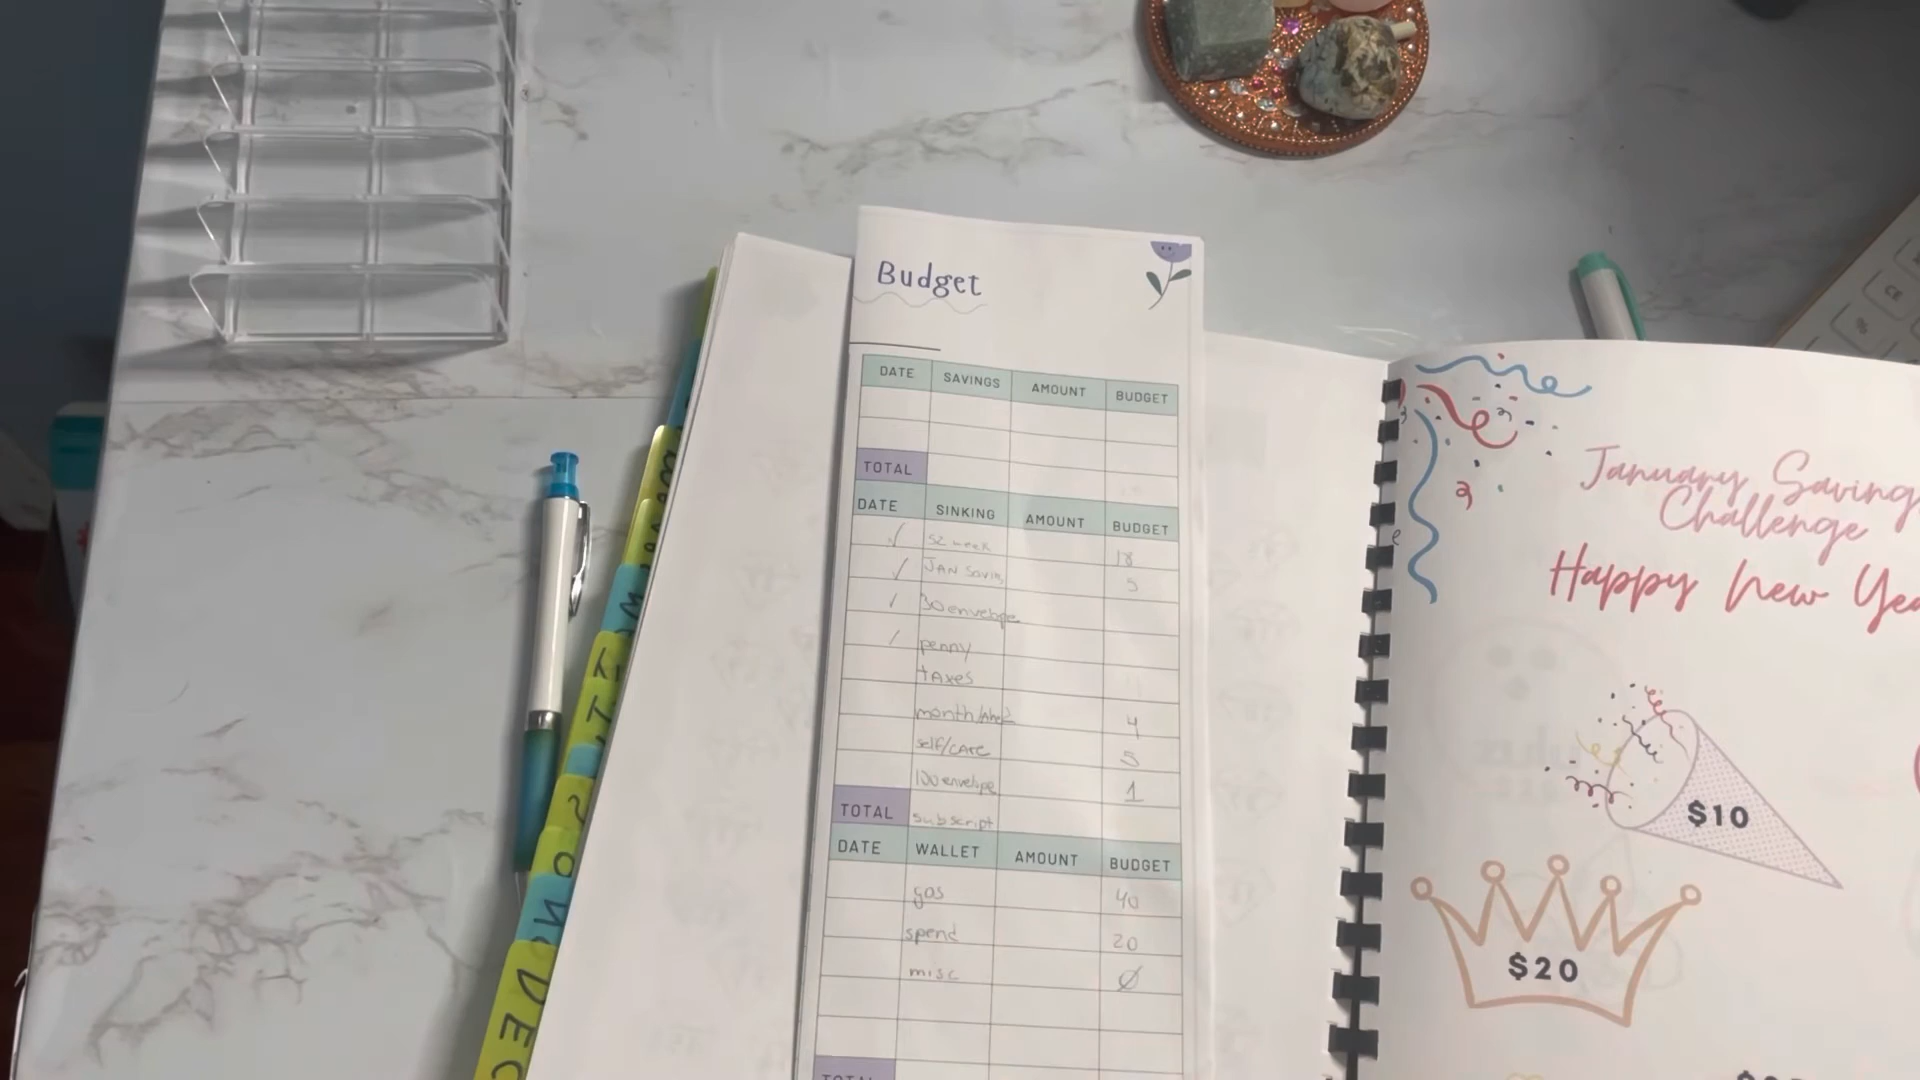 Budget
DATE SAVINGS AMOUNT BUDGET
TOTAL
DATE SINKING AMOUNT BUDGET
✓ 52 week 18
✓ JAN Saving 5
✓ 30 envelope
✓ penny
tAxes
month/ 4
self/cARE 5
100 envelope 1
TOTAL subscript
DATE WALLET AMOUNT BUDGET
gas 40
spend 20
misc Ø
TOTAL
January Savings
Challenge
Happy New Yea
$10
$20
DEC